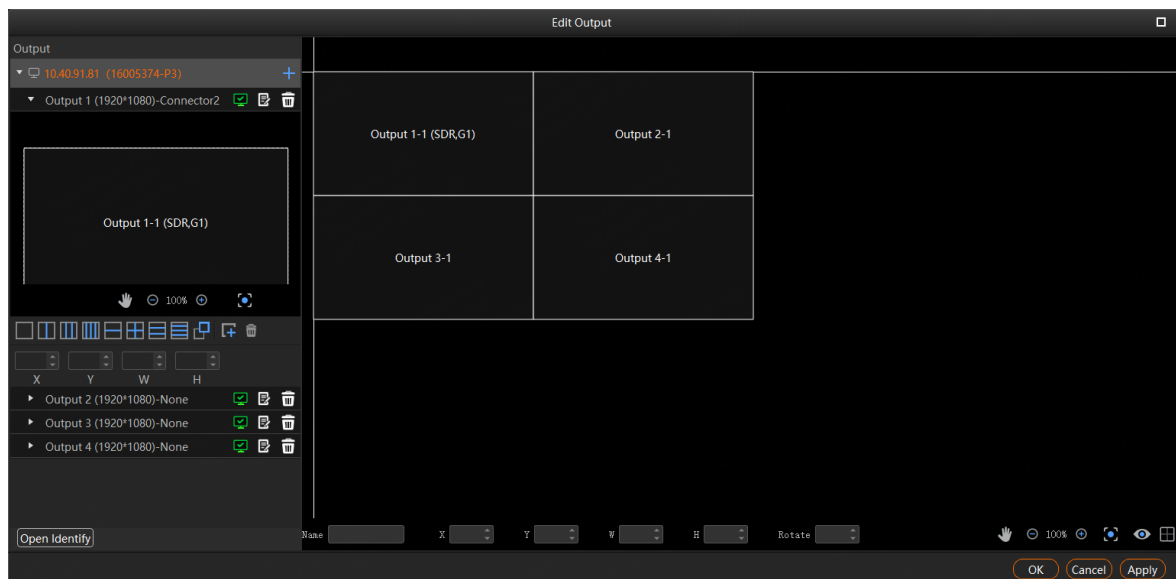 Edit Output
Output
10.40.91.81 (16005374-P3)
Output 1 (1920*1080)-Connector2
Output 1-1 (SDR,G1)
100%
X Y W H
Output 2 (1920*1080)-None
Output 3 (1920*1080)-None
Output 4 (1920*1080)-None
Open Identify
Output 1-1 (SDR,G1) Output 2-1
Output 3-1 Output 4-1
Name X Y W H Rotate 100%
OK Cancel Apply